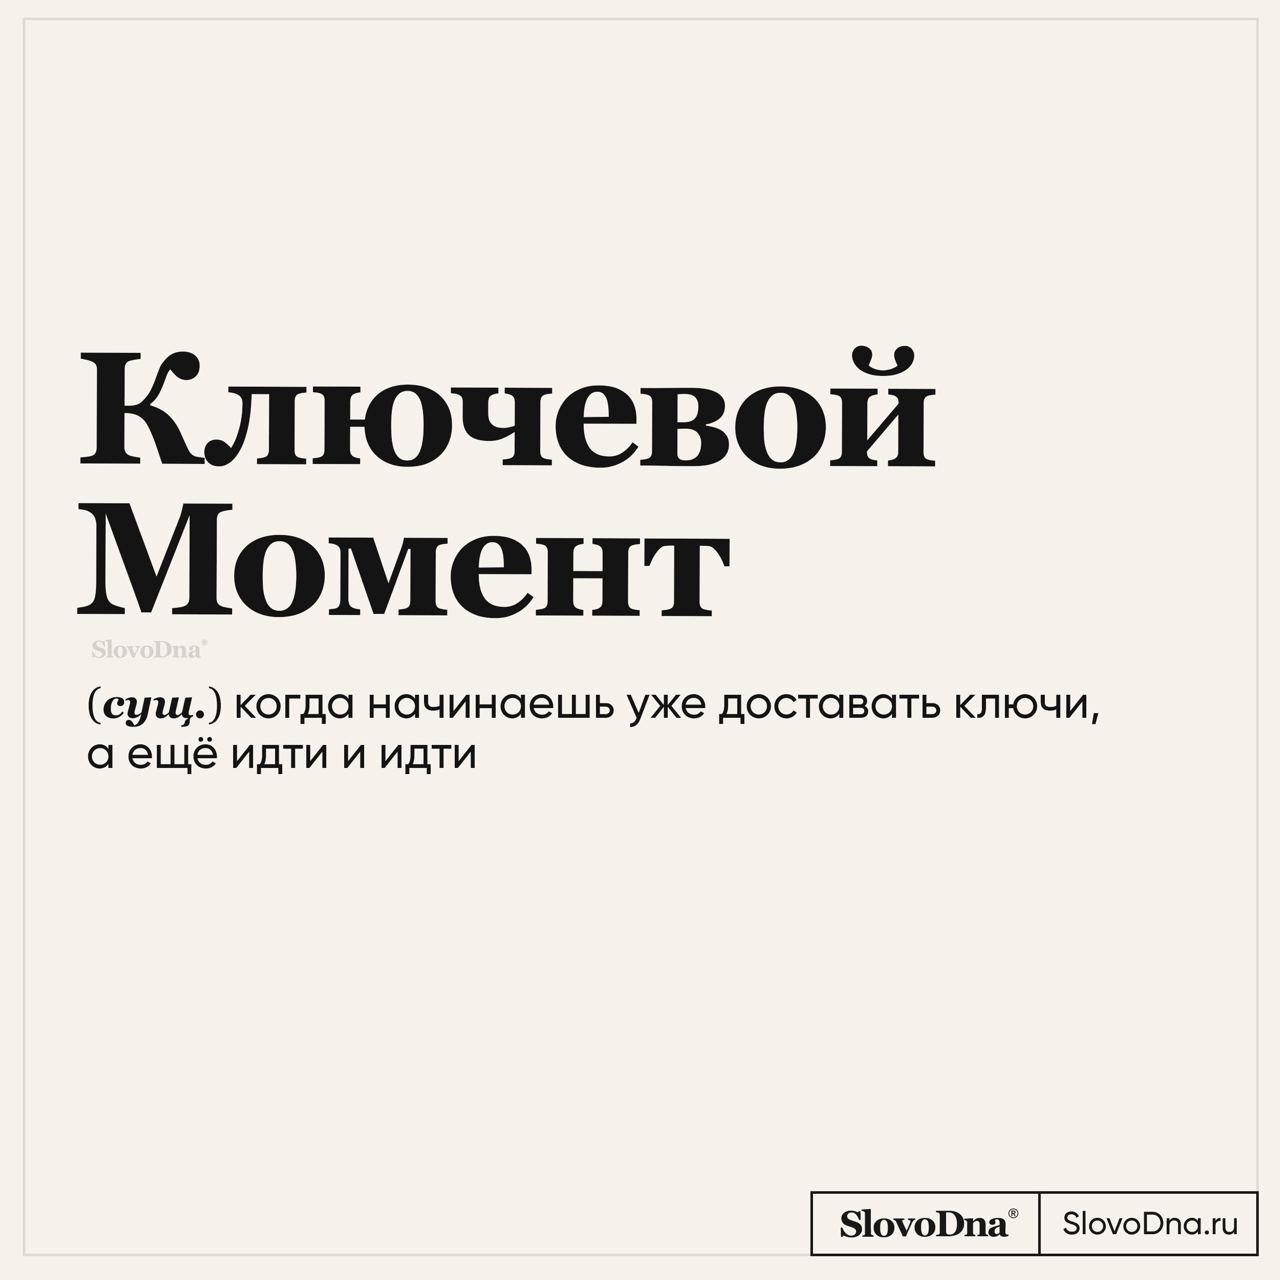 Ключевой
Момент
SlovoDna®
(сущ.) когда начинаешь уже доставать ключи,
а ещё идти и идти
SlovoDna® SlovoDna.ru